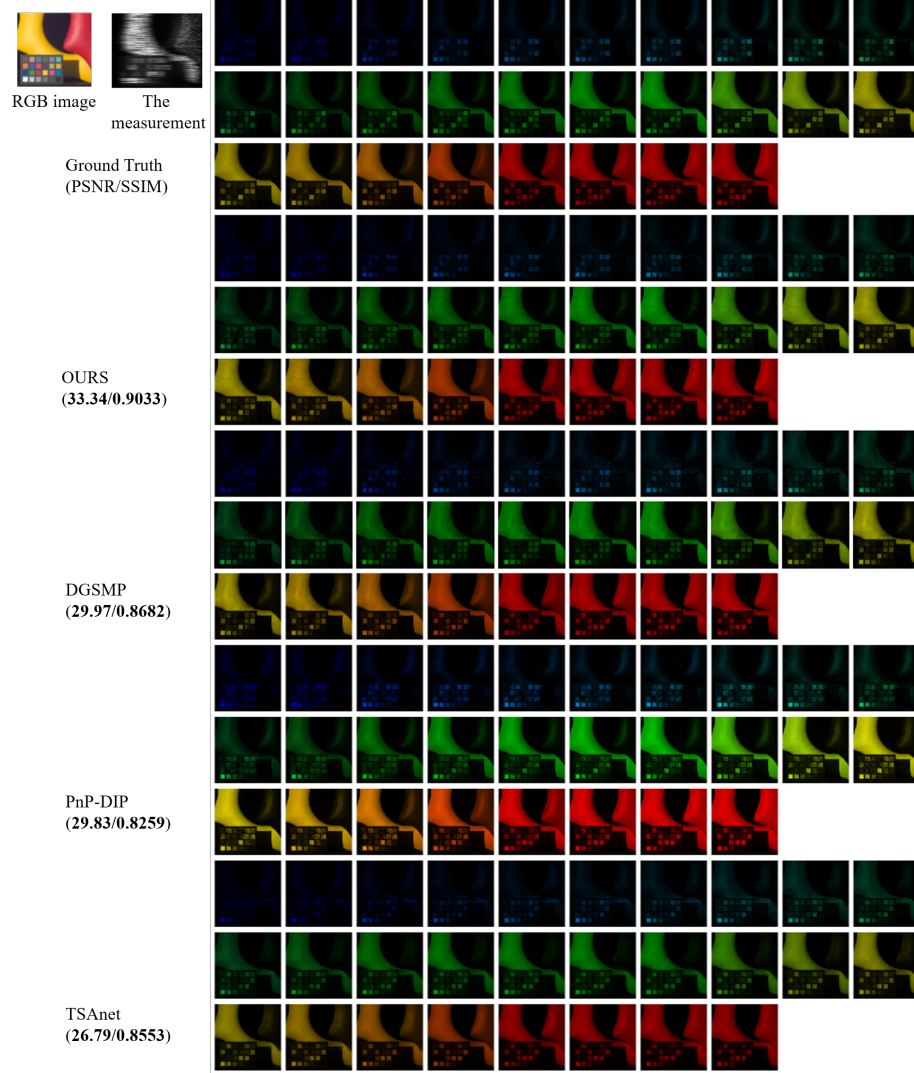 RGB image
The
measurement
Ground Truth
(PSNR/SSIM)
OURS
(33.34/0.9033)
DGSMP
(29.97/0.8682)
PnP-DIP
(29.83/0.8259)
TSAnet
(26.79/0.8553)